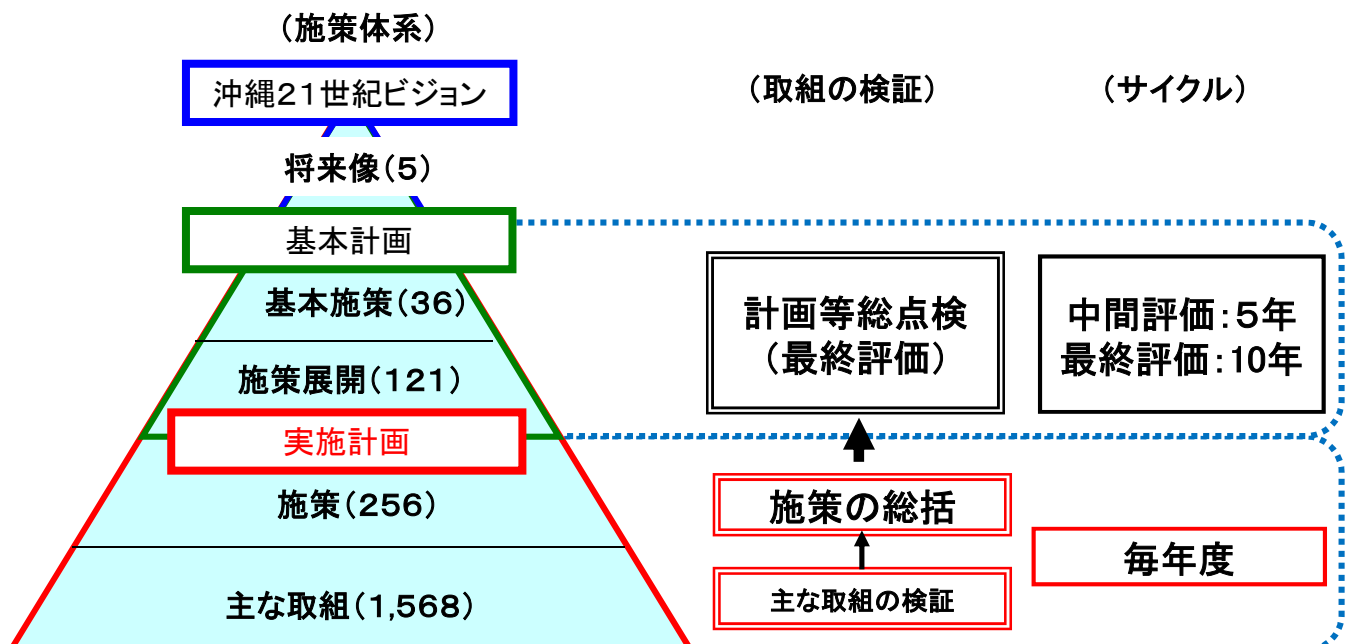 （施策体系）
沖縄２１世紀ビジョン
（取組の検証）
（サイクル）
将来像（５）
基本計画
基本施策（36）
施策展開（121）
計画等総点検
（最終評価）
中間評価：５年
最終評価：10年
実施計画
施策（256）
施策の総括
毎年度
主な取組（1,568）
主な取組の検証